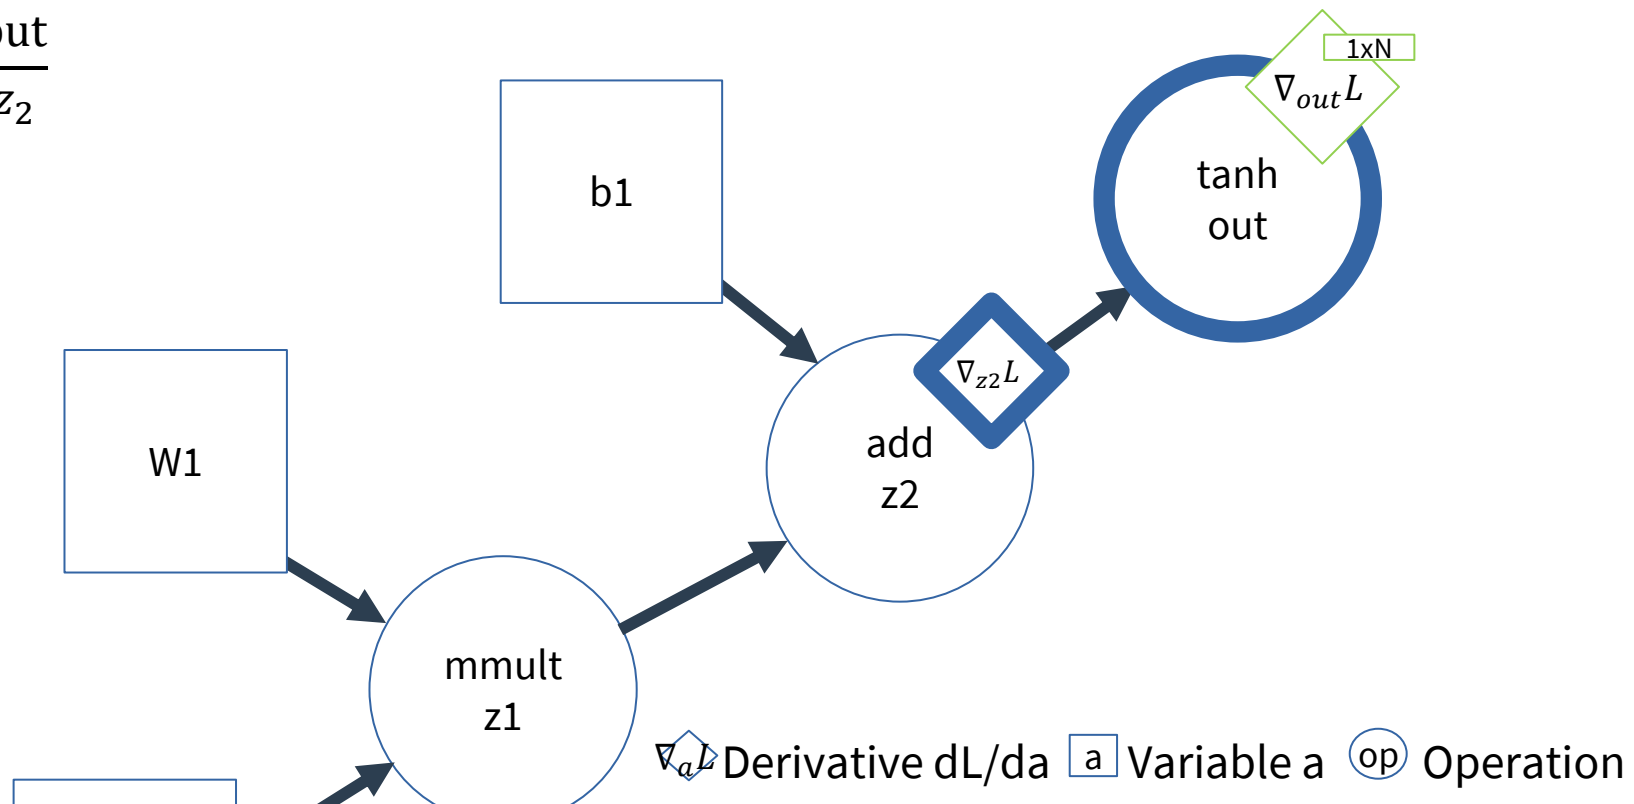 out
z₂
1xN
∇ₒᵤₜL
b1
tanh
out
∇_{z2}L
W1
add
z2
mmult
z1
∇ₐL Derivative dL/da a Variable a op Operation